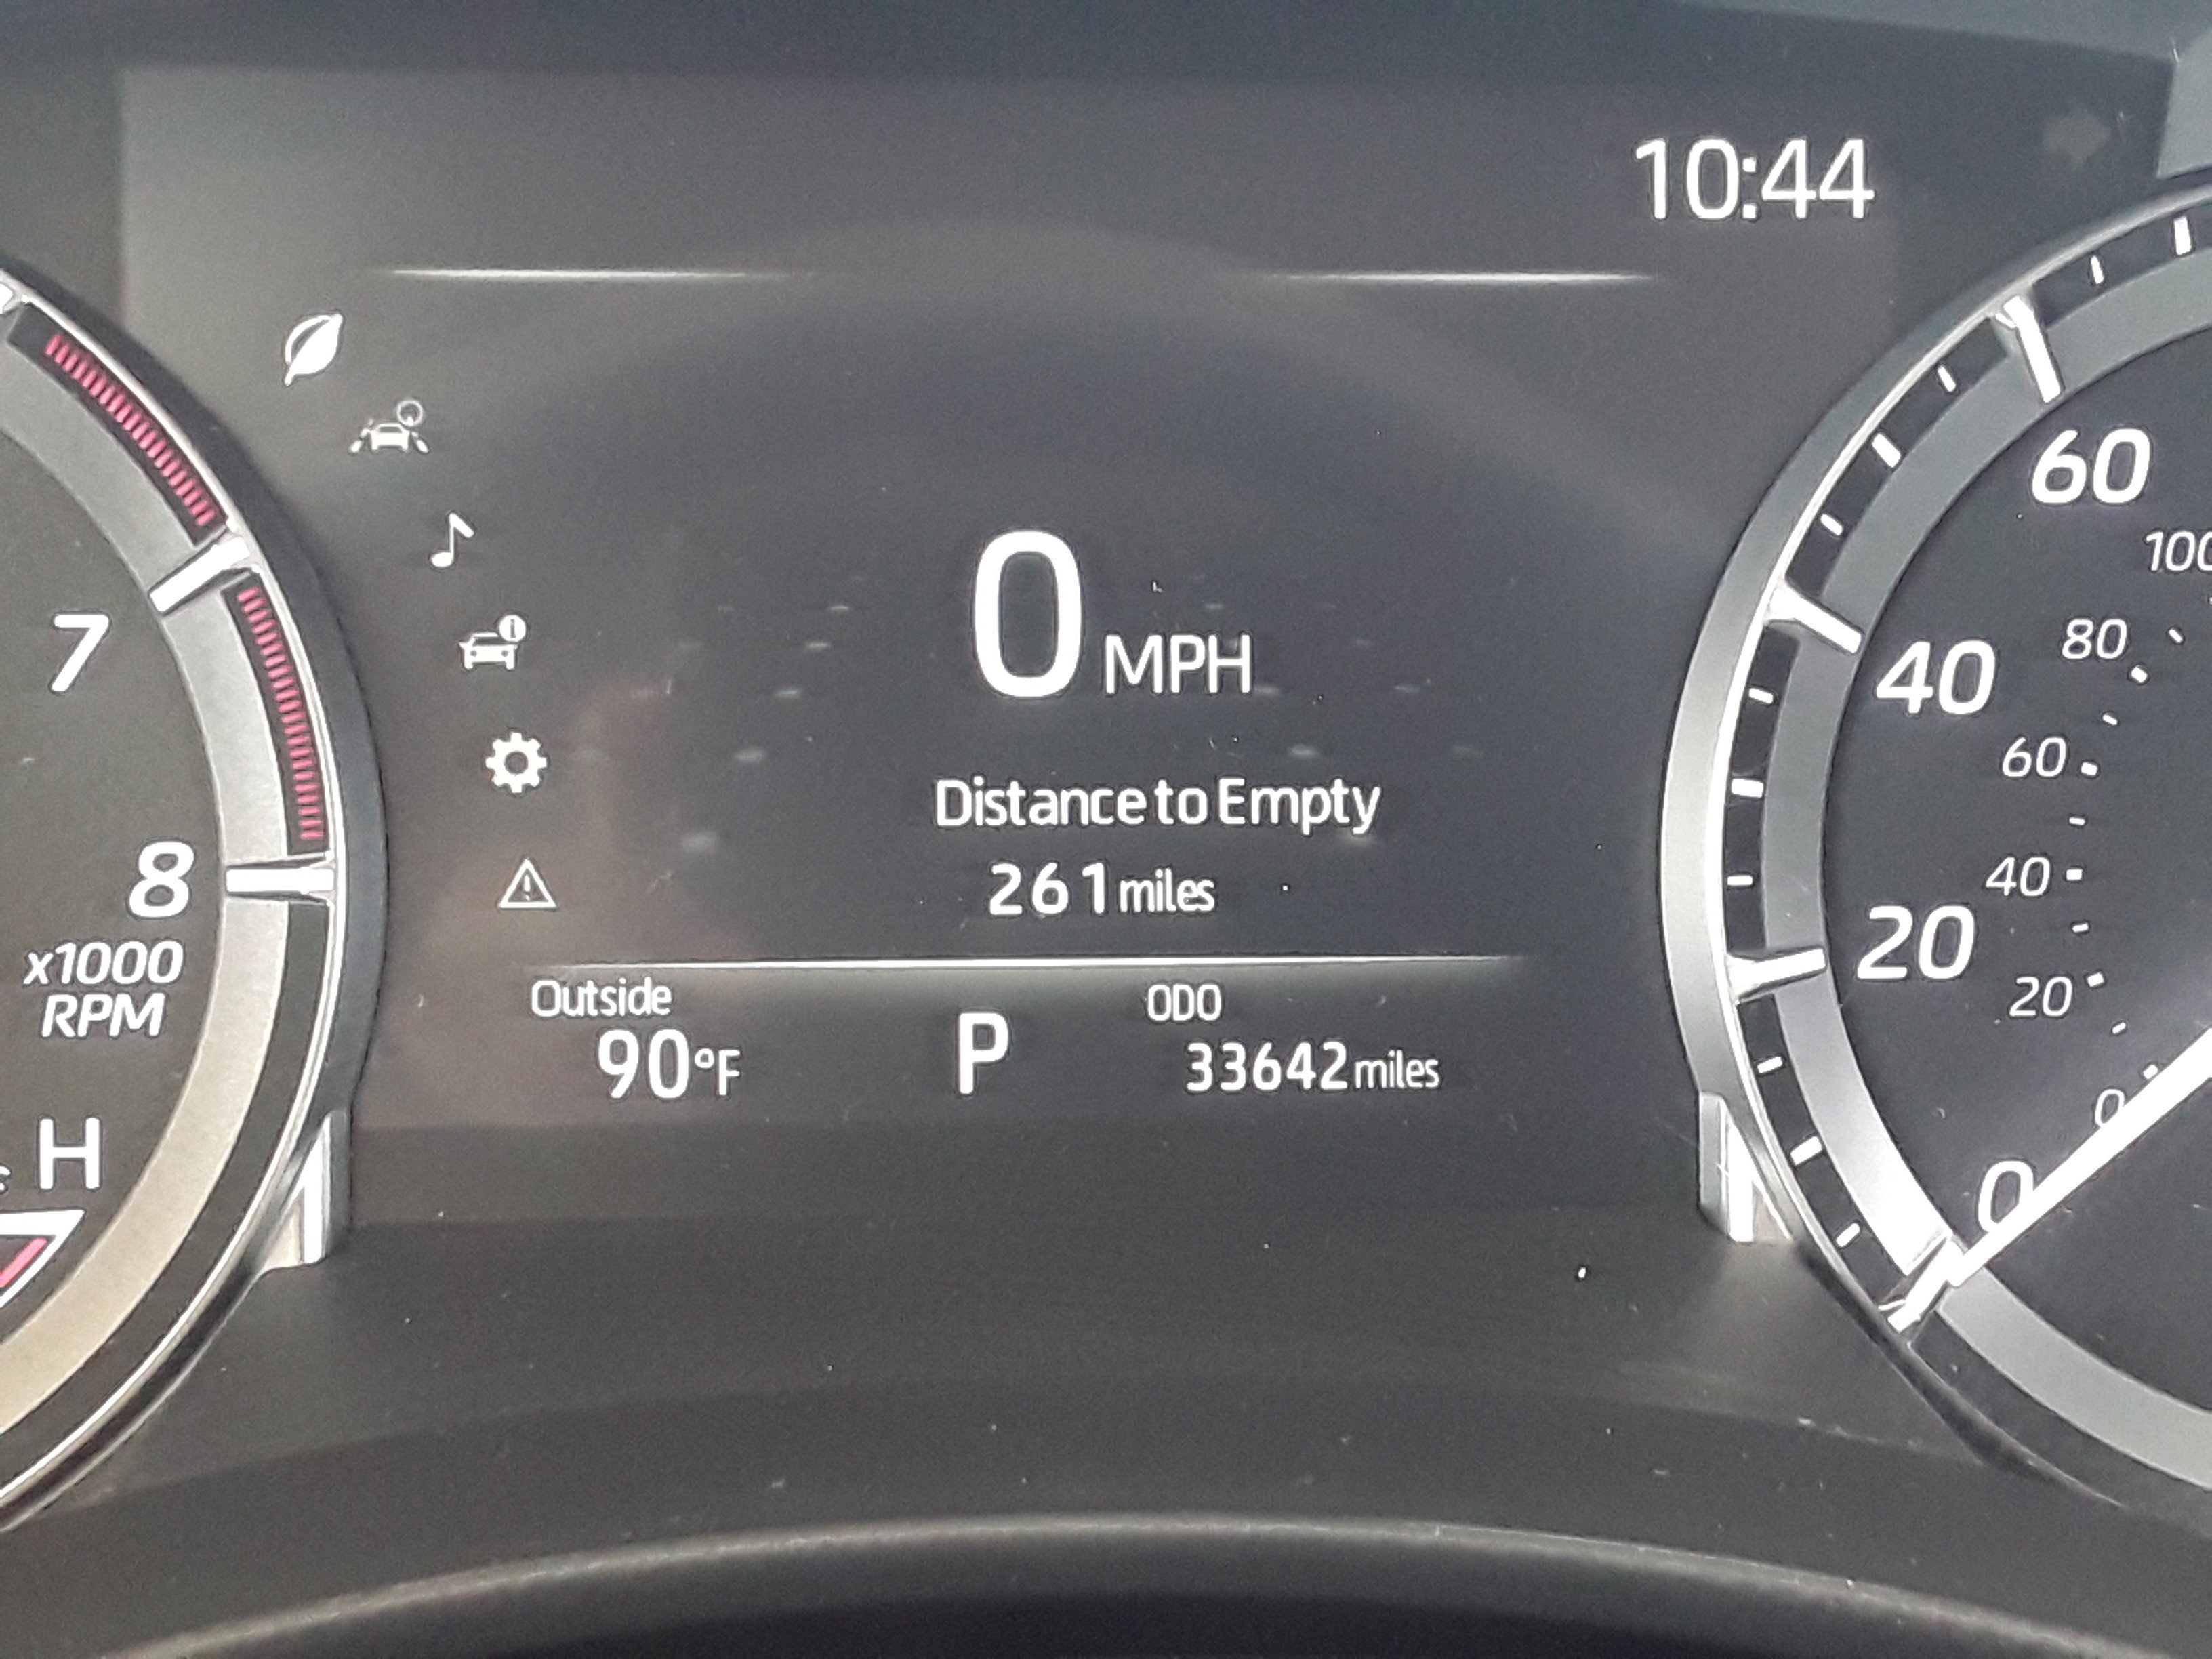 10:44
0 MPH
Distance to Empty
261 miles
Outside
90°F
P
ODO
33642 miles
7
8
x1000
RPM
H
60
40
20
0
100
80
60
40
20
0